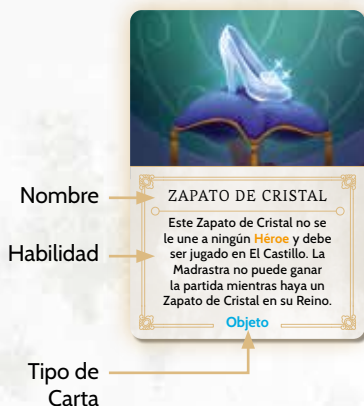 Nombre
Habilidad
Tipo de
Carta
ZAPATO DE CRISTAL
Este Zapato de Cristal no se
le une a ningún Héroe y debe
ser jugado en El Castillo. La
Madrastra no puede ganar
la partida mientras haya un
Zapato de Cristal en su Reino.
Objeto